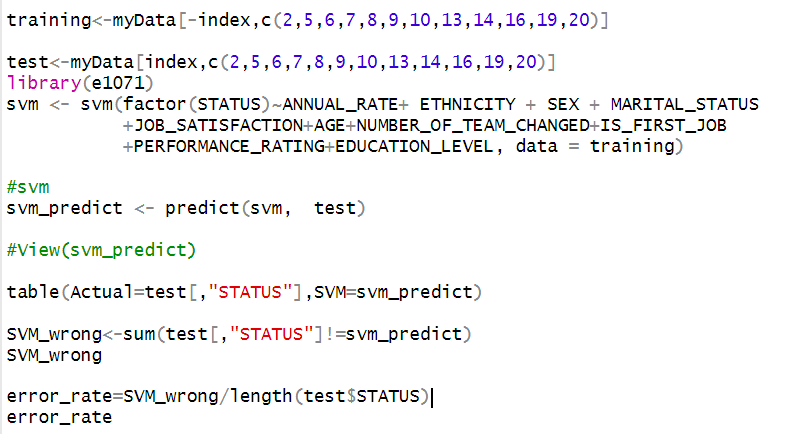 training<-myData[-index,c(2,5,6,7,8,9,10,13,14,16,19,20)]
test<-myData[index,c(2,5,6,7,8,9,10,13,14,16,19,20)]
library(e1071)
svm <- svm(factor(STATUS)~ANNUAL_RATE+ ETHNICITY + SEX + MARITAL_STATUS
+JOB_SATISFACTION+AGE+NUMBER_OF_TEAM_CHANGED+IS_FIRST_JOB
+PERFORMANCE_RATING+EDUCATION_LEVEL, data = training)
#svm
svm_predict <- predict(svm,  test)
#View(svm_predict)
table(Actual=test[,"STATUS"],SVM=svm_predict)
SVM_wrong<-sum(test[,"STATUS"]!=svm_predict)
SVM_wrong
error_rate=SVM_wrong/length(test$STATUS)
error_rate